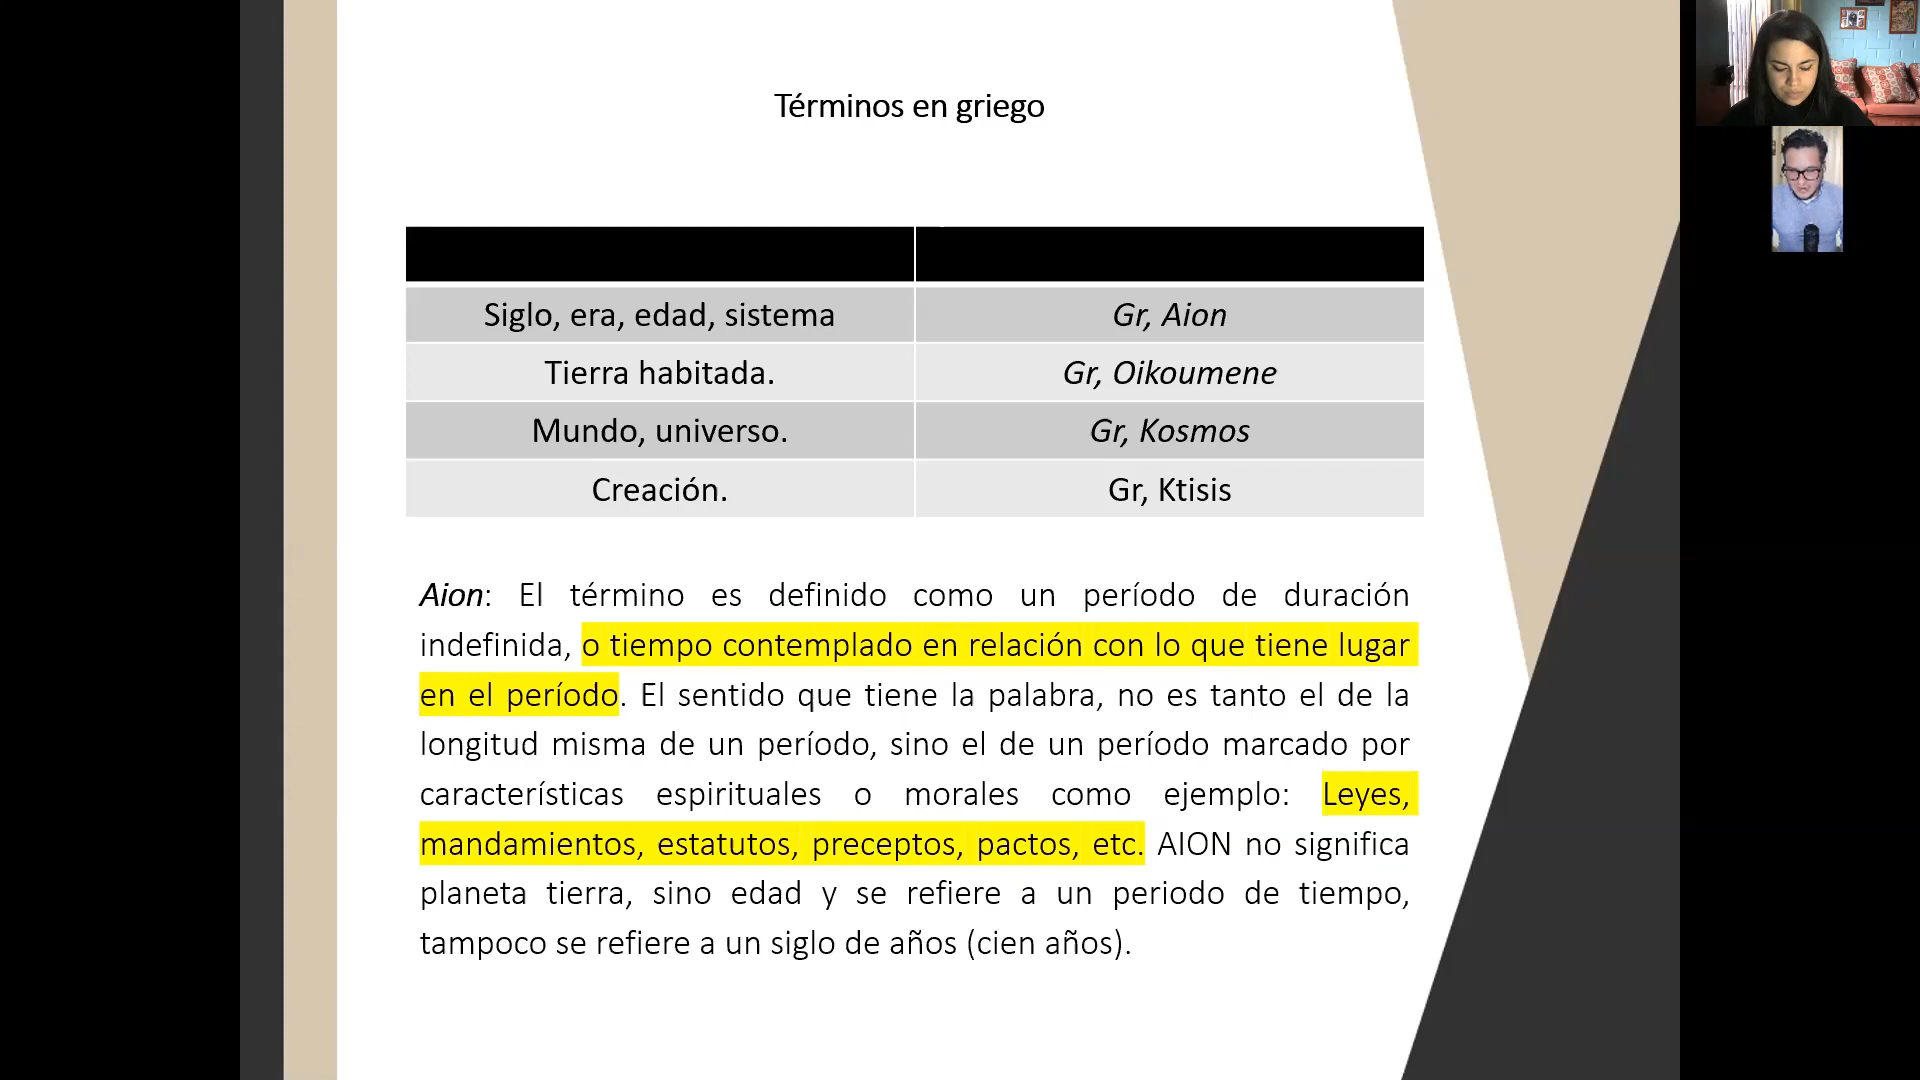 Términos en griego
Siglo, era, edad, sistema
Gr, Aion
Tierra habitada.
Gr, Oikoumene
Mundo, universo.
Gr, Kosmos
Creación.
Gr, Ktisis
Aion: El término es definido como un período de duración
indefinida, o tiempo contemplado en relación con lo que tiene lugar
en el período. El sentido que tiene la palabra, no es tanto el de la
longitud misma de un período, sino el de un período marcado por
características espirituales o morales como ejemplo: Leyes,
mandamientos, estatutos, preceptos, pactos, etc. AION no significa
planeta tierra, sino edad y se refiere a un periodo de tiempo,
tampoco se refiere a un siglo de años (cien años).